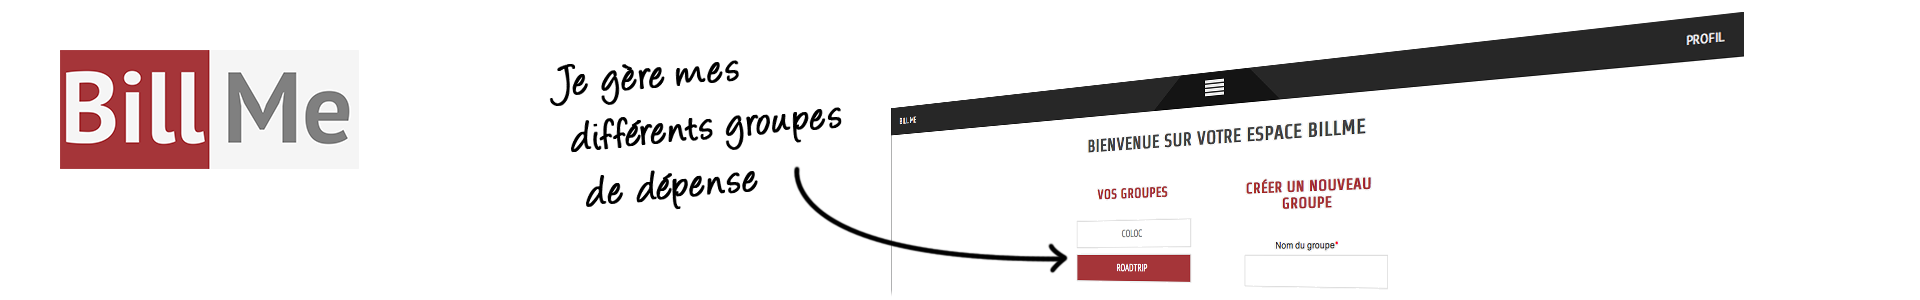 BillMe
Je gère mes
différents groupes
de dépense
PROFIL
BILL ME
BIENVENUE SUR VOTRE ESPACE BILLME
VOS GROUPES
COLOC
ROADTRIP
CRÉER UN NOUVEAU
GROUPE
Nom du groupe*